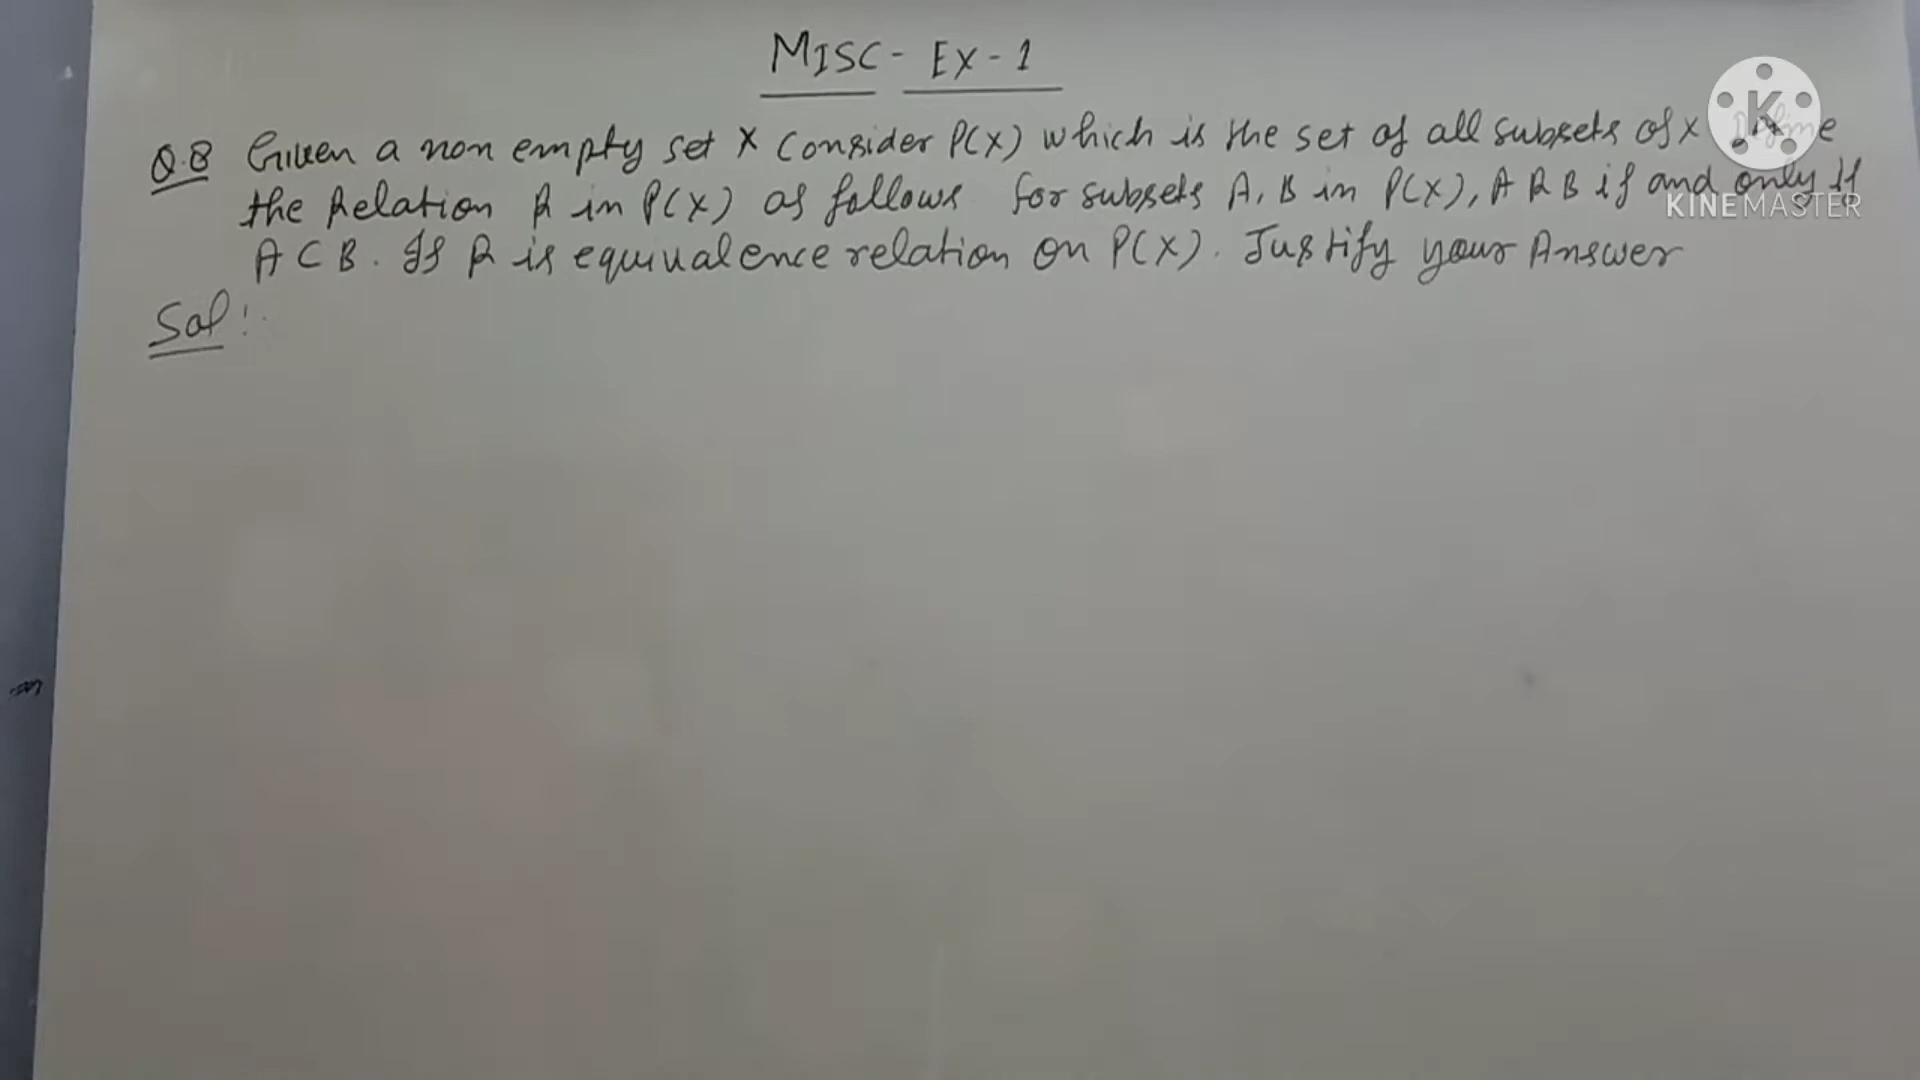 MISC - EX - 1
Q.8 Given a non empty set X Consider P(X) which is the set of all subsets of X
the Relation R in P(X) as follows For subsets A, B in P(X), A R B if and only if
KINEMASTER
A ⊂ B. Is R is equivalence relation on P(X). Justify your Answer
Sol :.